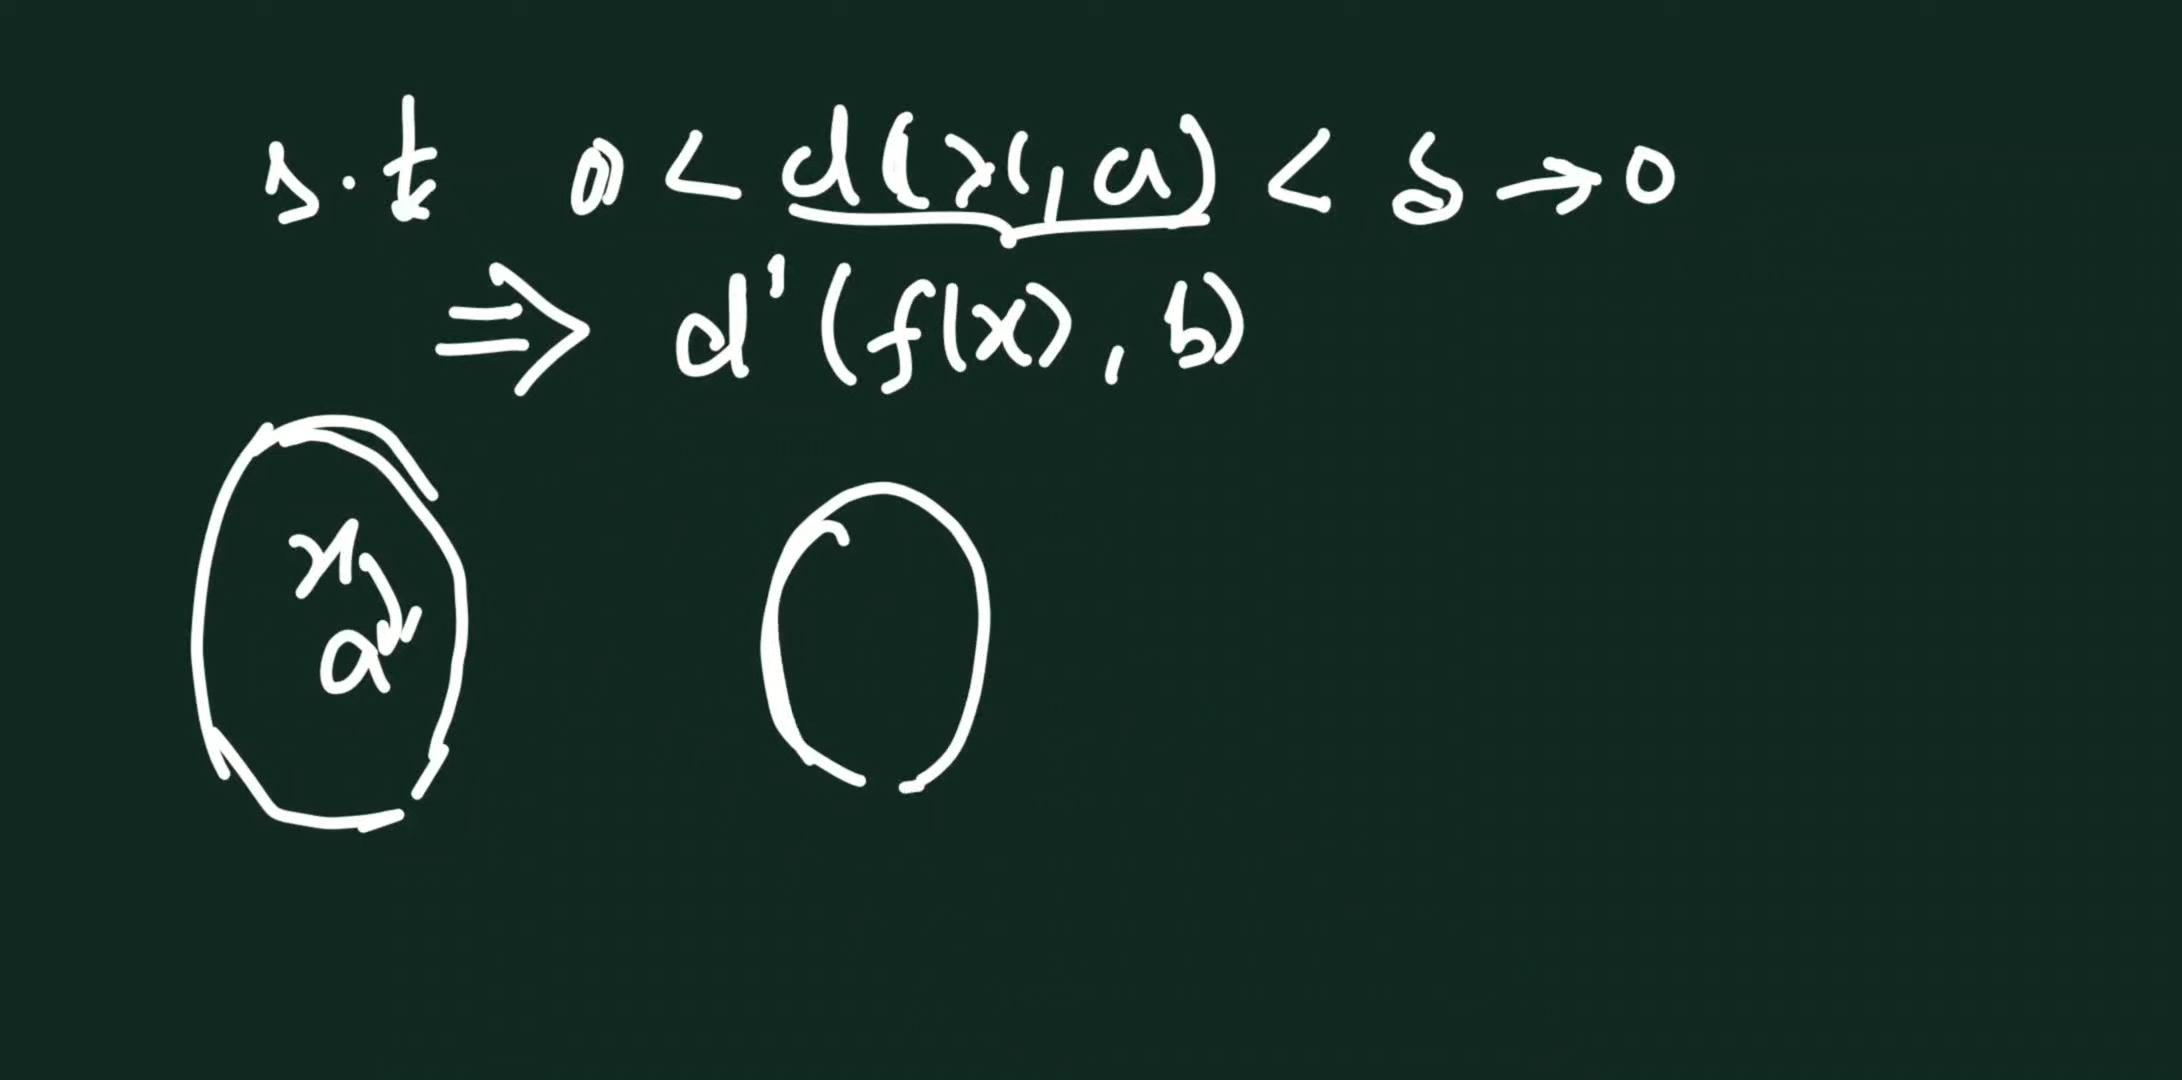 s.t 0 < d(x, a) < δ → 0
⇒ d'(f(x), b)
x
a